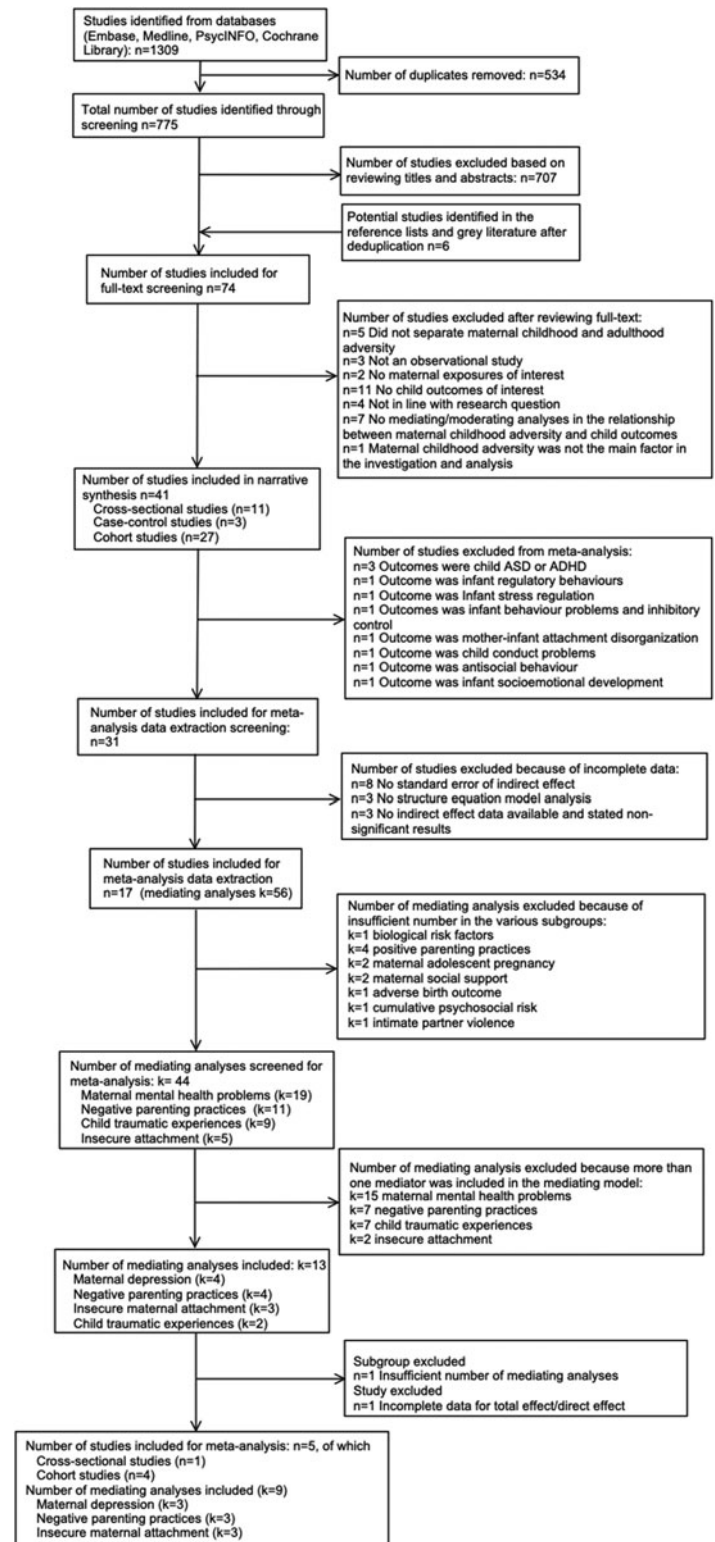 Studies identified from databases
(Embase, Medline, PsycINFO, Cochrane
Library): n=1309
Number of duplicates removed: n=534
Total number of studies identified through
screening n=775
Number of studies excluded based on
reviewing titles and abstracts: n=707
Potential studies identified in the
reference lists and grey literature after
deduplication n=6
Number of studies included for
full-text screening n=74
Number of studies excluded after reviewing full-text:
n=5 Did not separate maternal childhood and adulthood
adversity
n=3 Not an observational study
n=2 No maternal exposures of interest
n=11 No child outcomes of interest
n=4 Not in line with research question
n=7 No mediating/moderating analyses in the relationship
between maternal childhood adversity and child outcomes
n=1 Maternal childhood adversity was not the main factor in
the investigation and analysis
Number of studies included in narrative
synthesis n=41
Cross-sectional studies (n=11)
Case-control studies (n=3)
Cohort studies (n=27)
Number of studies excluded from meta-analysis:
n=3 Outcomes were child ASD or ADHD
n=1 Outcome was infant regulatory behaviours
n=1 Outcome was Infant stress regulation
n=1 Outcomes was infant behaviour problems and inhibitory
control
n=1 Outcome was mother-infant attachment disorganization
n=1 Outcome was child conduct problems
n=1 Outcome was antisocial behaviour
n=1 Outcome was infant socioemotional development
Number of studies included for meta-
analysis data extraction screening:
n=31
Number of studies excluded because of incomplete data:
n=8 No standard error of indirect effect
n=3 No structure equation model analysis
n=3 No indirect effect data available and stated non-
significant results
Number of studies included for
meta-analysis data extraction
n=17 (mediating analyses k=56)
Number of mediating analysis excluded because of
insufficient number in the various subgroups:
k=1 biological risk factors
k=4 positive parenting practices
k=2 maternal adolescent pregnancy
k=2 maternal social support
k=1 adverse birth outcome
k=1 cumulative psychosocial risk
k=1 intimate partner violence
Number of mediating analyses screened for
meta-analysis: k= 44
Maternal mental health problems (k=19)
Negative parenting practices (k=11)
Child traumatic experiences (k=9)
Insecure attachment (k=5)
Number of mediating analysis excluded because more than
one mediator was included in the mediating model:
k=15 maternal mental health problems
k=7 negative parenting practices
k=7 child traumatic experiences
k=2 insecure attachment
Number of mediating analyses included: k=13
Maternal depression (k=4)
Negative parenting practices (k=4)
Insecure maternal attachment (k=3)
Child traumatic experiences (k=2)
Subgroup excluded
n=1 Insufficient number of mediating analyses
Study excluded
n=1 Incomplete data for total effect/direct effect
Number of studies included for meta-analysis: n=5, of which
Cross-sectional studies (n=1)
Cohort studies (n=4)
Number of mediating analyses included (k=9)
Maternal depression (k=3)
Negative parenting practices (k=3)
Insecure maternal attachment (k=3)